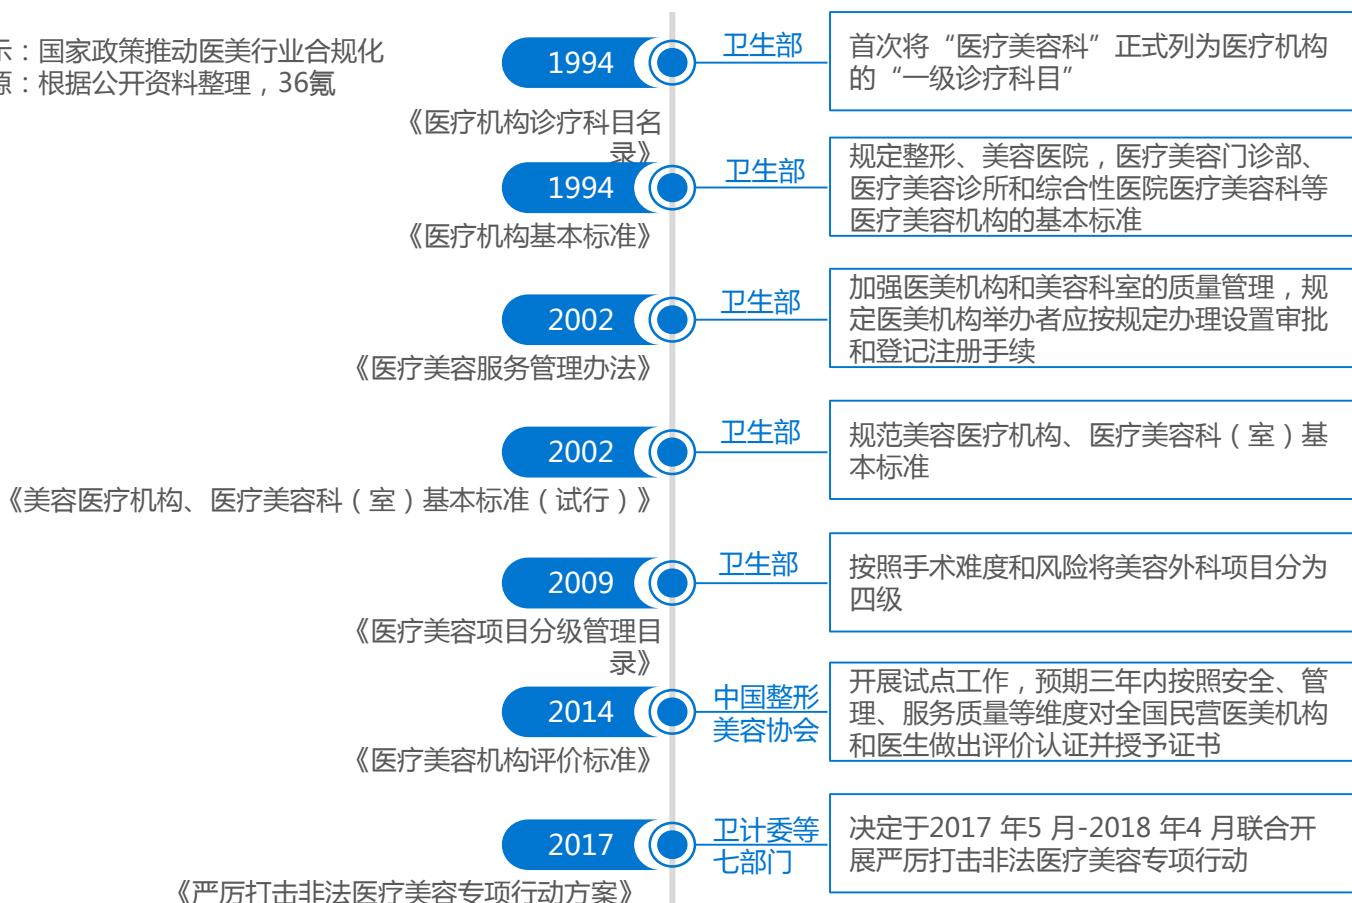 示：国家政策推动医美行业合规化
源：根据公开资料整理，36氪
1994
卫生部
首次将“医疗美容科”正式列为医疗机构
的“一级诊疗科目”
《医疗机构诊疗科目名
录》
1994
卫生部
规定整形、美容医院，医疗美容门诊部、
医疗美容诊所和综合性医院医疗美容科等
医疗美容机构的基本标准
《医疗机构基本标准》
2002
卫生部
加强医美机构和美容科室的质量管理，规
定医美机构举办者应按规定办理设置审批
和登记注册手续
《医疗美容服务管理办法》
2002
卫生部
规范美容医疗机构、医疗美容科（室）基
本标准
《美容医疗机构、医疗美容科（室）基本标准（试行）》
2009
卫生部
按照手术难度和风险将美容外科项目分为
四级
《医疗美容项目分级管理目
录》
2014
中国整形
美容协会
开展试点工作，预期三年内按照安全、管
理、服务质量等维度对全国民营医美机构
和医生做出评价认证并授予证书
《医疗美容机构评价标准》
2017
卫计委等
七部门
决定于2017 年5 月-2018 年4 月联合开
展严厉打击非法医疗美容专项行动
《严厉打击非法医疗美容专项行动方案》